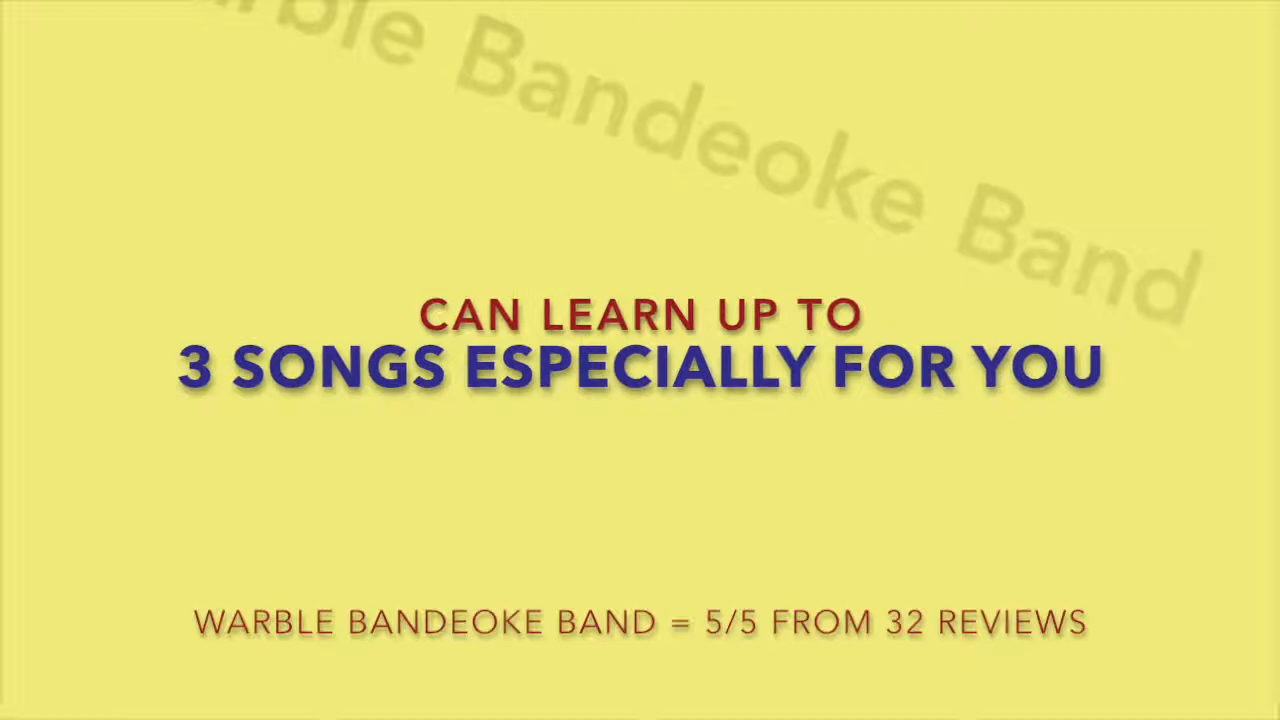 Bandeoke Band
CAN LEARN UP TO
3 SONGS ESPECIALLY FOR YOU
WARBLE BANDEOKE BAND = 5/5 FROM 32 REVIEWS